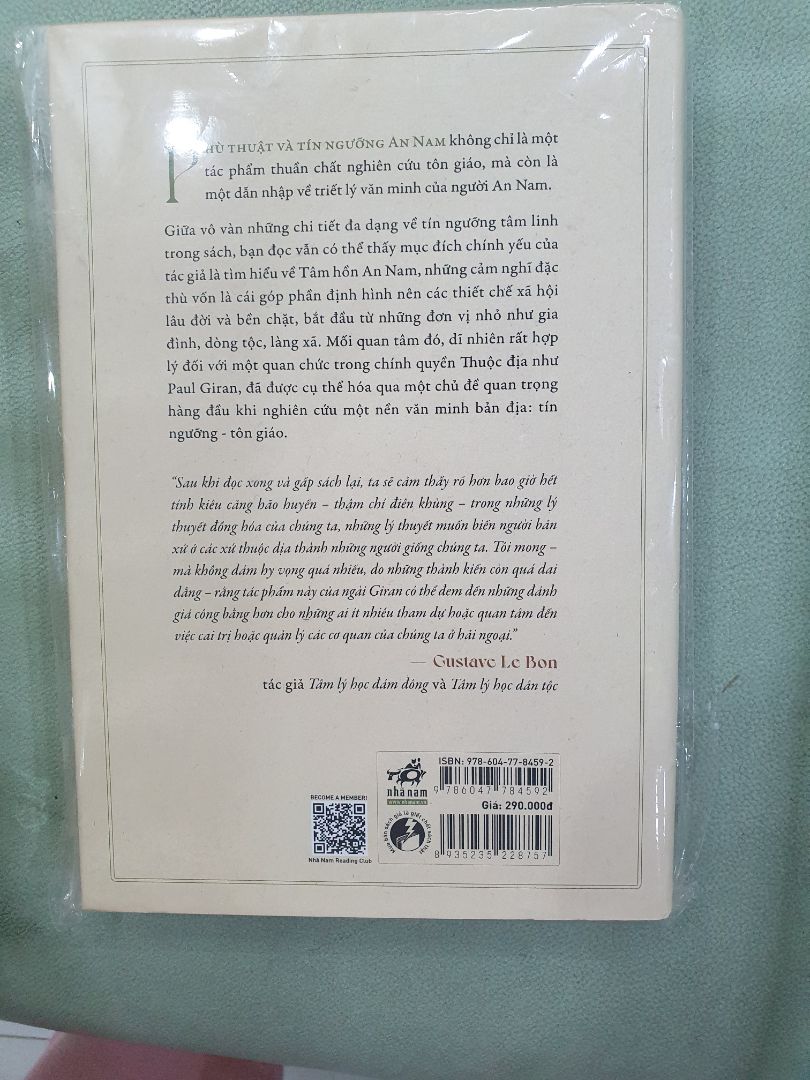 PHÙ THUẬT VÀ TÍN NGƯỠNG AN NAM không chỉ là một
tác phẩm thuần chất nghiên cứu tôn giáo, mà còn là
một dẫn nhập về triết lý văn minh của người An Nam.
Giữa vô vàn những chi tiết đa dạng về tín ngưỡng tâm linh
trong sách, bạn đọc vẫn có thể thấy mục đích chính yếu của
tác giả là tìm hiểu về Tâm hồn An Nam, những cảm nghĩ đặc
thù vốn là cái góp phần định hình nên các thiết chế xã hội
lâu đời và bền chặt, bắt đầu từ những đơn vị nhỏ như gia
đình, dòng tộc, làng xã. Mối quan tâm đó, dĩ nhiên rất hợp
lý đối với một quan chức trong chính quyền Thuộc địa như
Paul Giran, đã được cụ thể hóa qua một chủ đề quan trọng
hàng đầu khi nghiên cứu một nền văn minh bản địa: tín
ngưỡng - tôn giáo.
“Sau khi đọc xong và gấp sách lại, ta sẽ cảm thấy rõ hơn bao giờ hết
tính kiêu căng hão huyền – thậm chí điên khùng – trong những lý
thuyết đồng hóa của chúng ta, những lý thuyết muốn biến người bản
xứ ở các xứ thuộc địa thành những người giống chúng ta. Tôi mong –
mà không dám hy vọng quá nhiều, do những thành kiến còn quá dai
dẳng – rằng tác phẩm này của ngài Giran có thể đem đến những đánh
giá công bằng hơn cho những ai ít nhiều tham dự hoặc quan tâm đến
việc cai trị hoặc quản lý các cơ quan của chúng ta ở hải ngoại.”
— Gustave Le Bon
tác giả Tâm lý học đám đông và Tâm lý học dân tộc
BECOME A MEMBER!
Nhã Nam Reading Club
nhã nam
www.nhanam.vn
Mua bán sách giả là giết chết sách thật
ISBN: 978-604-77-8459-2
9 786047 784592
Giá: 290.000đ
8 935235 228757